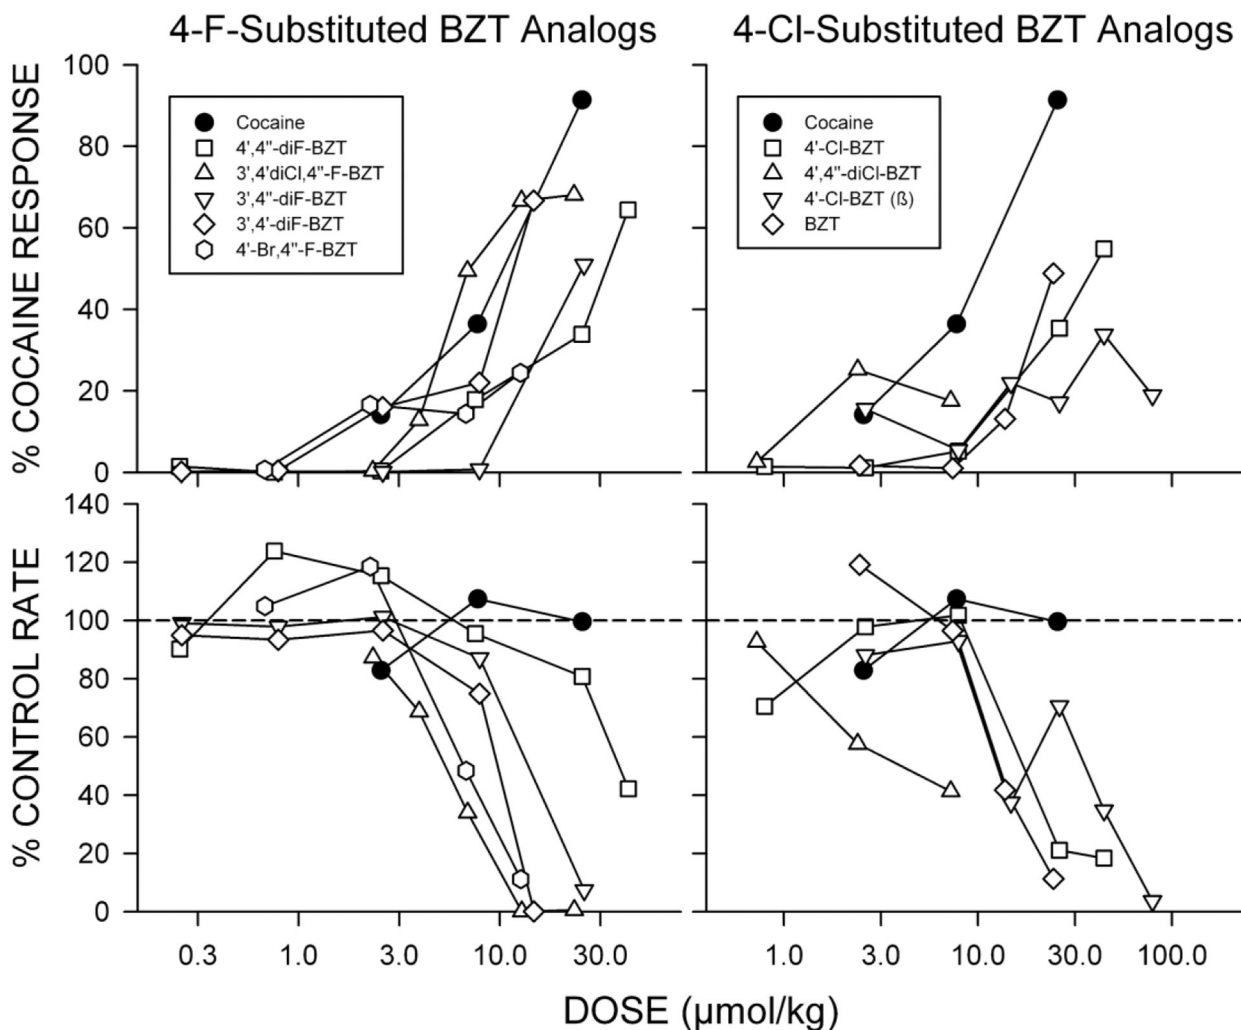 4-F-Substituted BZT Analogs
4-Cl-Substituted BZT Analogs
% COCAINE RESPONSE
100
80
60
40
20
0
Cocaine
4',4''-diF-BZT
3',4'diCl,4''-F-BZT
3',4''-diF-BZT
3',4'-diF-BZT
4'-Br,4''-F-BZT
Cocaine
4'-Cl-BZT
4',4''-diCl-BZT
4'-Cl-BZT (ß)
BZT
% CONTROL RATE
140
120
100
80
60
40
20
0
0.3 1.0 3.0 10.0 30.0
1.0 3.0 10.0 30.0 100.0
DOSE (µmol/kg)